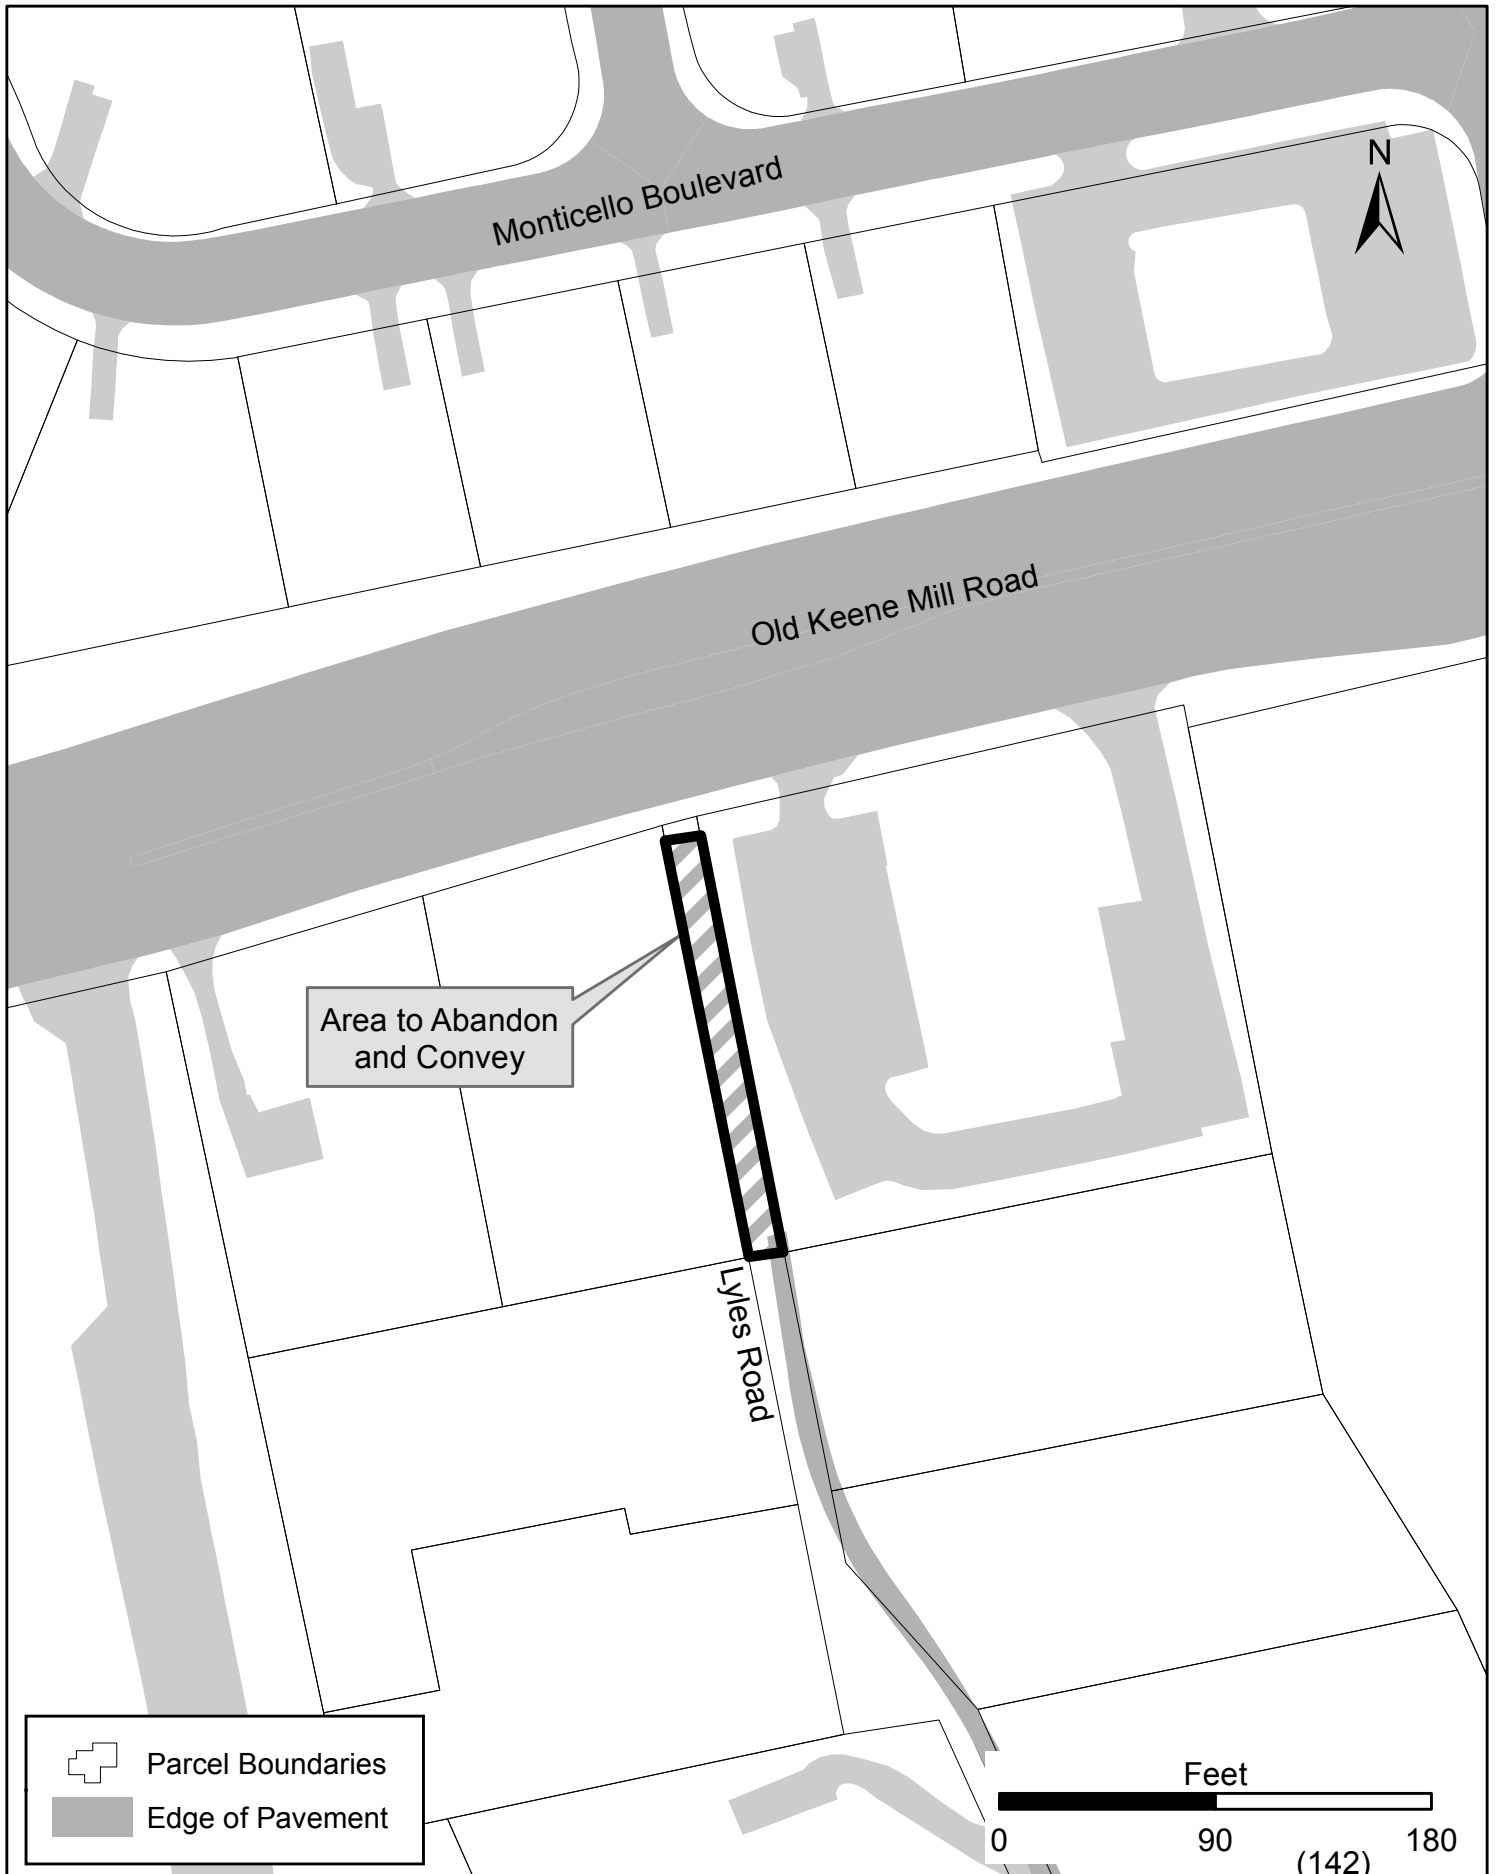 N
Monticello Boulevard
Old Keene Mill Road
Area to Abandon
and Convey
Lyles Road
Parcel Boundaries
Edge of Pavement
Feet
0 90 180
(142)